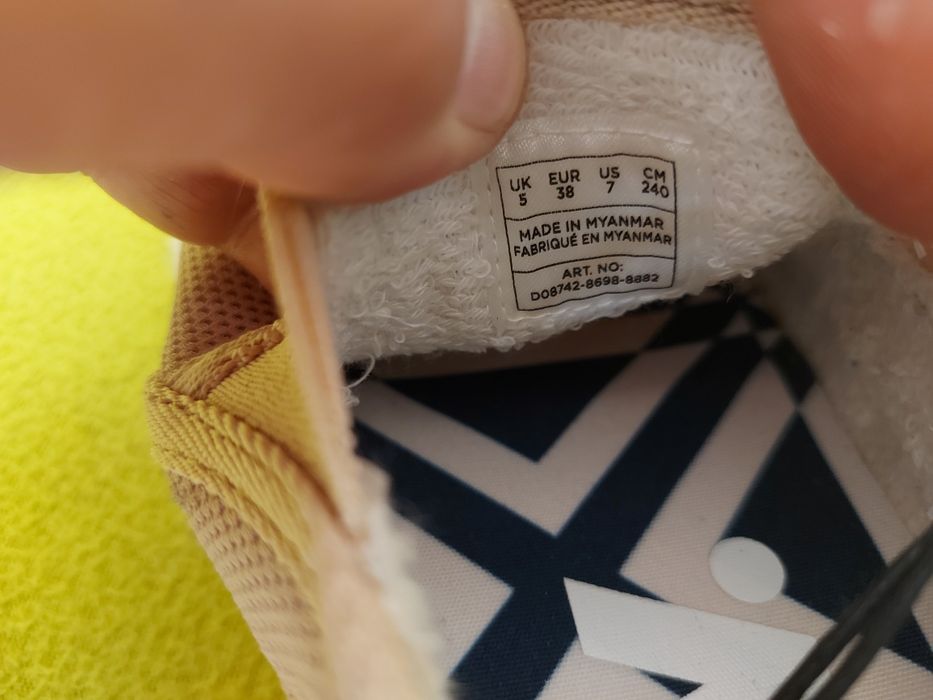 UK EUR US CM
5 38 7 240
MADE IN MYANMAR
FABRIQUÉ EN MYANMAR
ART. NO:
D08742-8698-8882